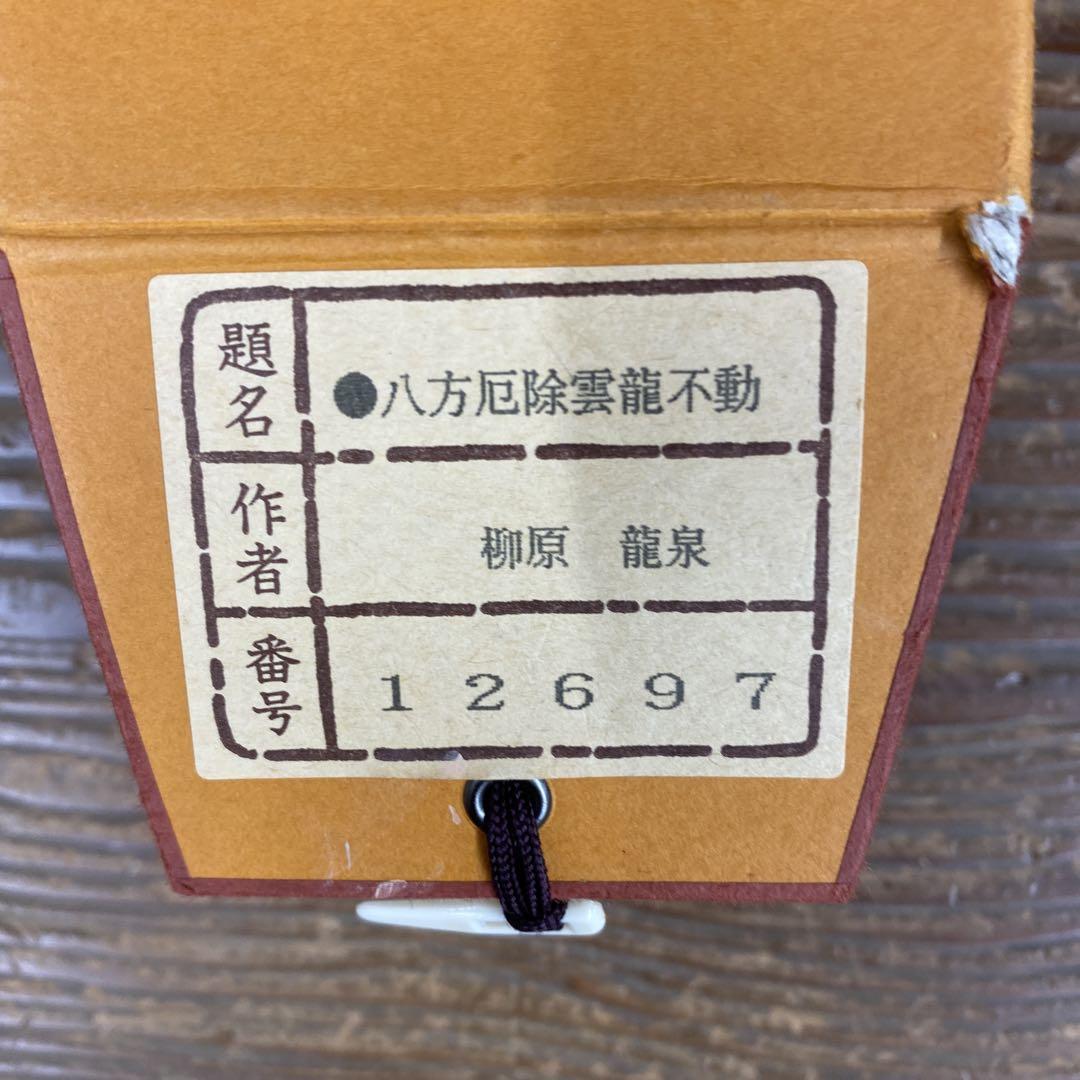 題名 ●八方厄除雲龍不動
作者 柳原 龍泉
番号 12697